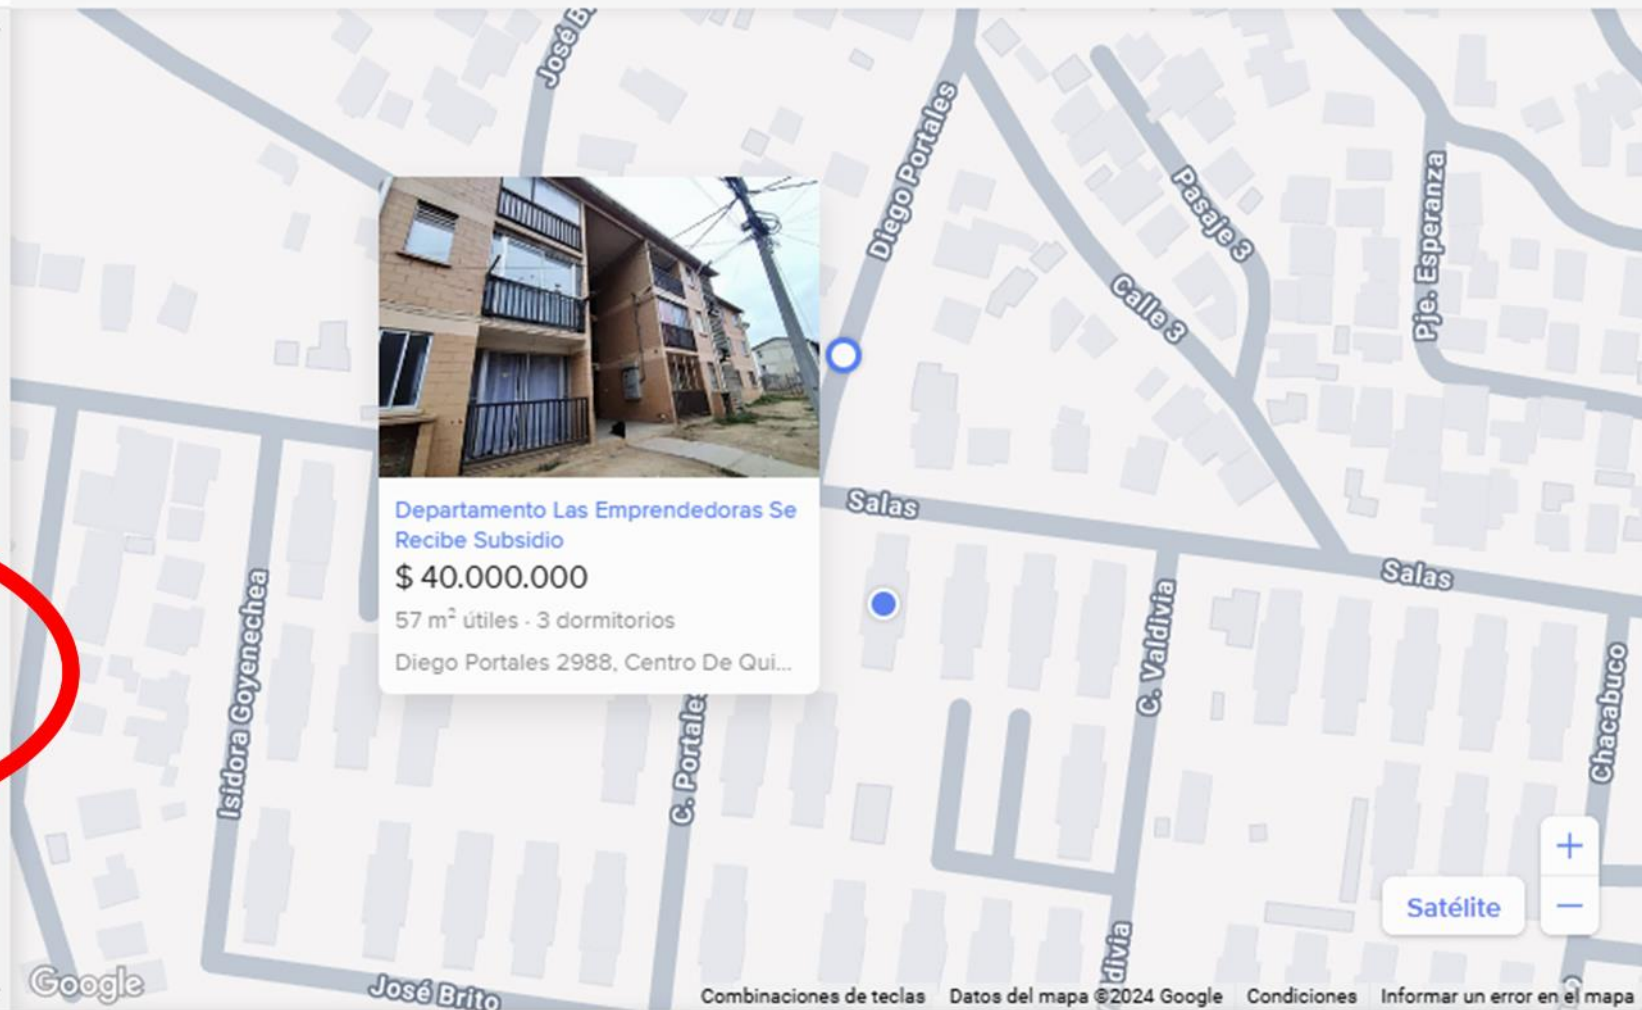 José B
Diego Portales
Pasaje 3
Calle 3
Pje. Esperanza
Departamento Las Emprendedoras Se
Recibe Subsidio
$ 40.000.000
57 m² útiles · 3 dormitorios
Diego Portales 2988, Centro De Qui...
Salas
Salas
Isidora Goyenechea
C. Portales
C. Valdivia
Chacabuco
+
−
Satélite
ldivia
José Brito
Google
Combinaciones de teclas Datos del mapa ©2024 Google Condiciones Informar un error en el mapa